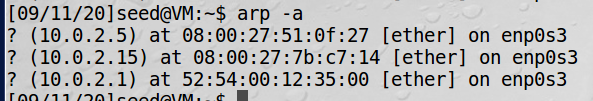 [09/11/20]seed@VM:~$ arp -a
? (10.0.2.5) at 08:00:27:51:0f:27 [ether] on enp0s3
? (10.0.2.15) at 08:00:27:7b:c7:14 [ether] on enp0s3
? (10.0.2.1) at 52:54:00:12:35:00 [ether] on enp0s3
[09/11/20]seed@VM:~$